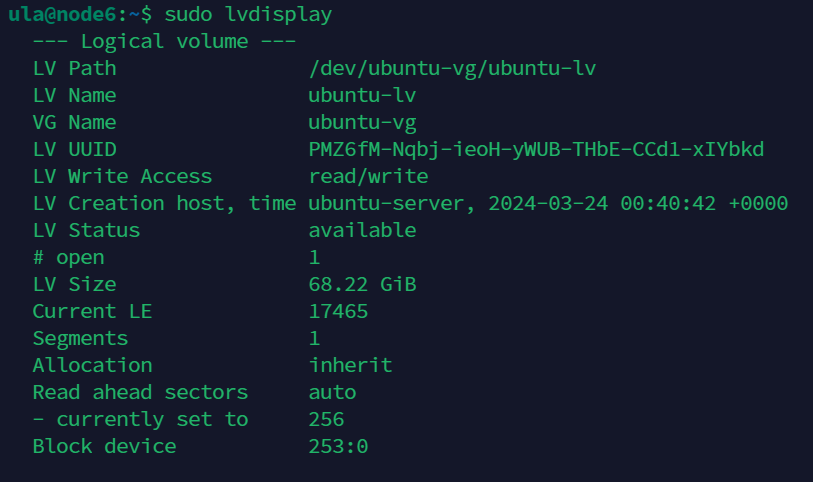 ula@node6:~$ sudo lvdisplay
--- Logical volume ---
LV Path                /dev/ubuntu-vg/ubuntu-lv
LV Name                ubuntu-lv
VG Name                ubuntu-vg
LV UUID                PMZ6fM-Nqbj-ieoH-yWUB-THbE-CCd1-xIYbkd
LV Write Access        read/write
LV Creation host, time ubuntu-server, 2024-03-24 00:40:42 +0000
LV Status              available
# open                 1
LV Size                68.22 GiB
Current LE             17465
Segments               1
Allocation             inherit
Read ahead sectors     auto
- currently set to     256
Block device           253:0